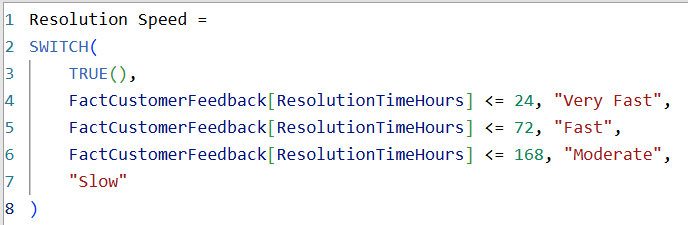 1 Resolution Speed =
2 SWITCH(
3     TRUE(),
4     FactCustomerFeedback[ResolutionTimeHours] <= 24, "Very Fast",
5     FactCustomerFeedback[ResolutionTimeHours] <= 72, "Fast",
6     FactCustomerFeedback[ResolutionTimeHours] <= 168, "Moderate",
7     "Slow"
8 )